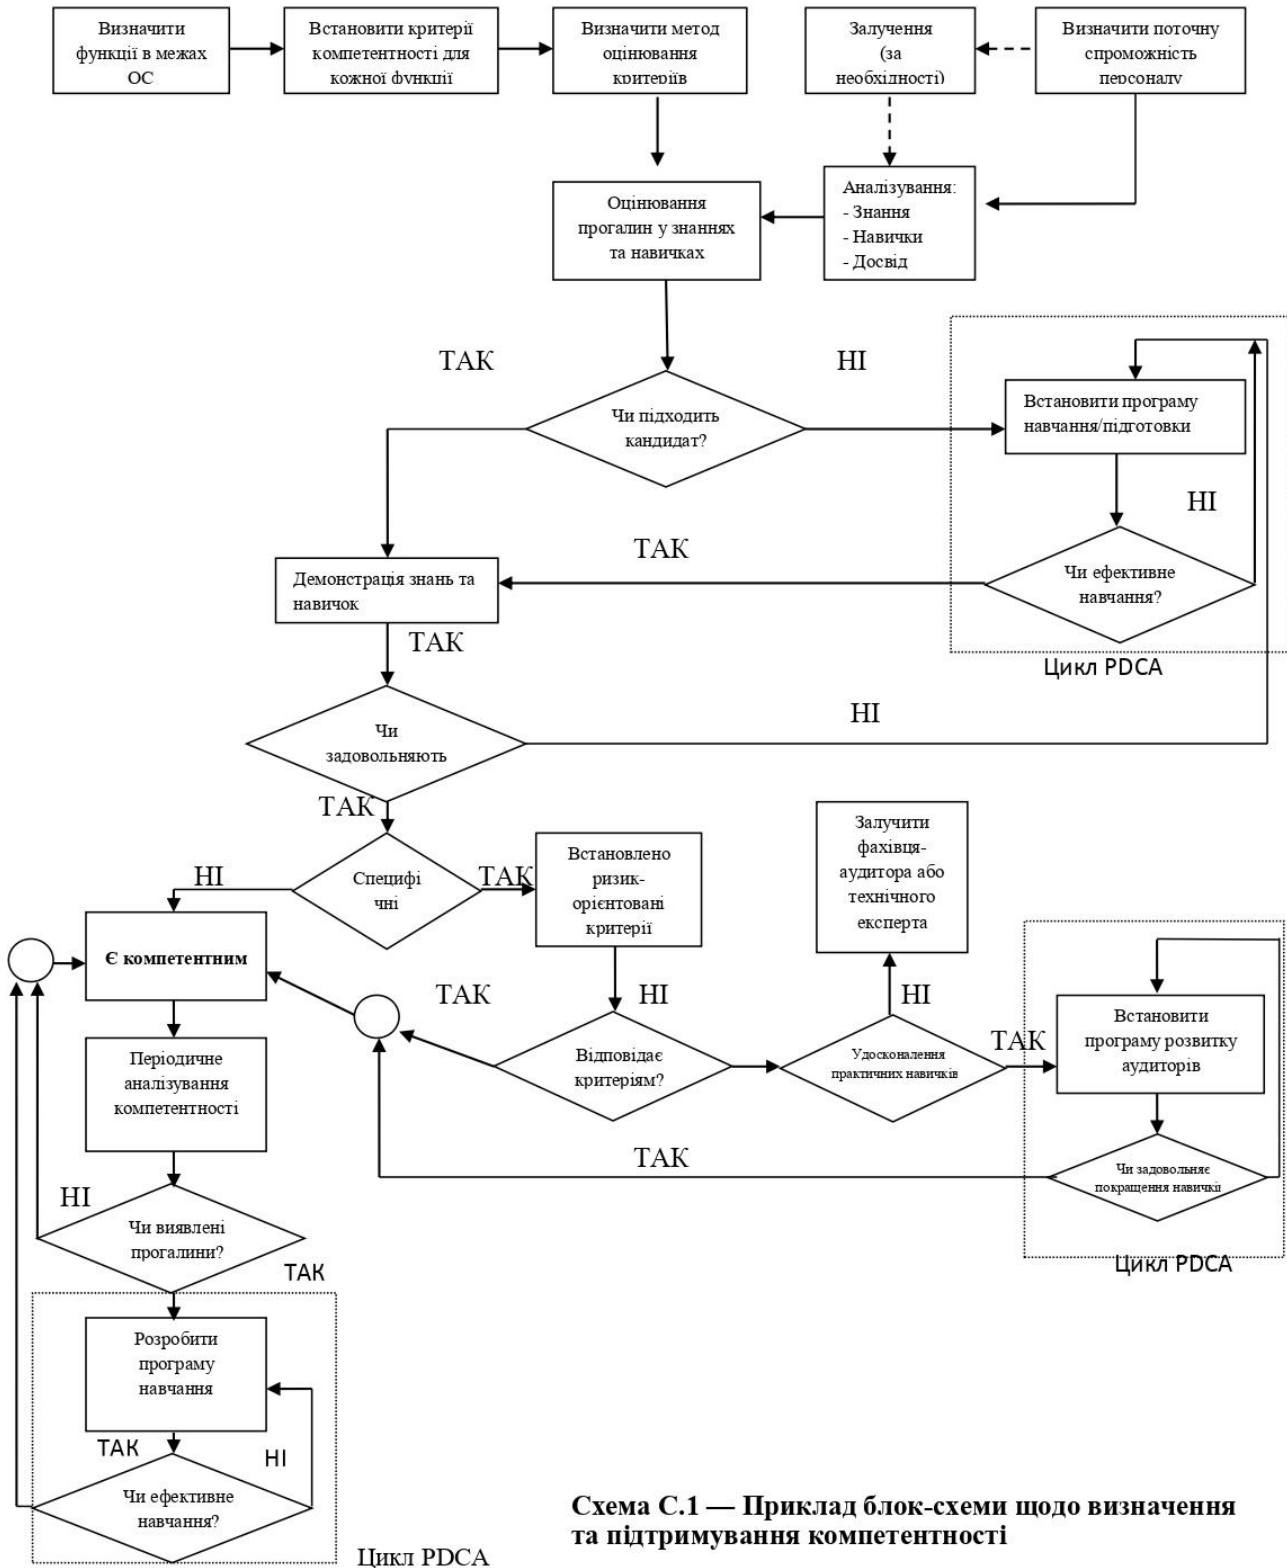 Визначити
функції в межах
ОС
Встановити критерії
компетентності для
кожної функції
Визначити метод
оцінювання
критеріїв
Залучення
(за
необхідності)
Визначити поточну
спроможність
персоналу
Оцінювання
прогалин у знаннях
та навичках
Аналізування:
- Знання
- Навички
- Досвід
ТАК
НІ
Чи підходить
кандидат?
Встановити програму
навчання/підготовки
НІ
ТАК
Чи ефективне
навчання?
Демонстрація знань та
навичок
ТАК
Цикл PDCA
НІ
Чи
задовольняють
ТАК
Специфі
чні
НІ
ТАК
Встановлено
ризик-
орієнтовані
критерії
Залучити
фахівця-
аудитора або
технічного
експерта
Є компетентним
ТАК
НІ
НІ
Встановити
програму розвитку
аудиторів
ТАК
Відповідає
критеріям?
Удосконалення
практичних навичків
Періодичне
аналізування
компетентності
ТАК
Чи задовольняє
покращення навичкії
Цикл PDCA
НІ
Чи виявлені
прогалини?
ТАК
Розробити
програму
навчання
ТАК
НІ
Чи ефективне
навчання?
Цикл PDCA
Схема С.1 — Приклад блок-схеми щодо визначення
та підтримування компетентності